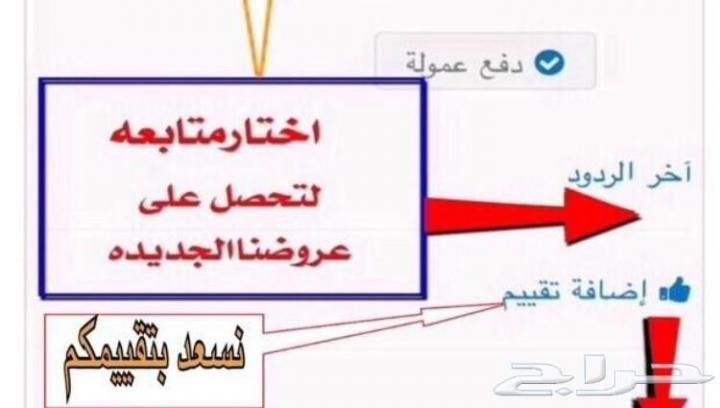 دفع عمولة
اختارمتابعه
لتحصل على
عروضناالجديده
آخر الردود
إضافة تقييم
نسعد بتقييمكم
حراج